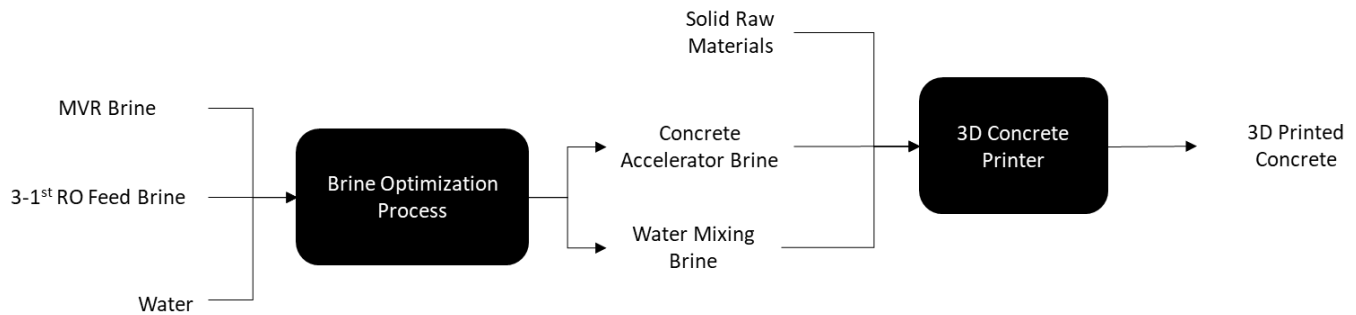 Solid Raw
Materials
MVR Brine
3-1st RO Feed Brine
Water
Brine Optimization
Process
Concrete
Accelerator Brine
Water Mixing
Brine
3D Concrete
Printer
3D Printed
Concrete